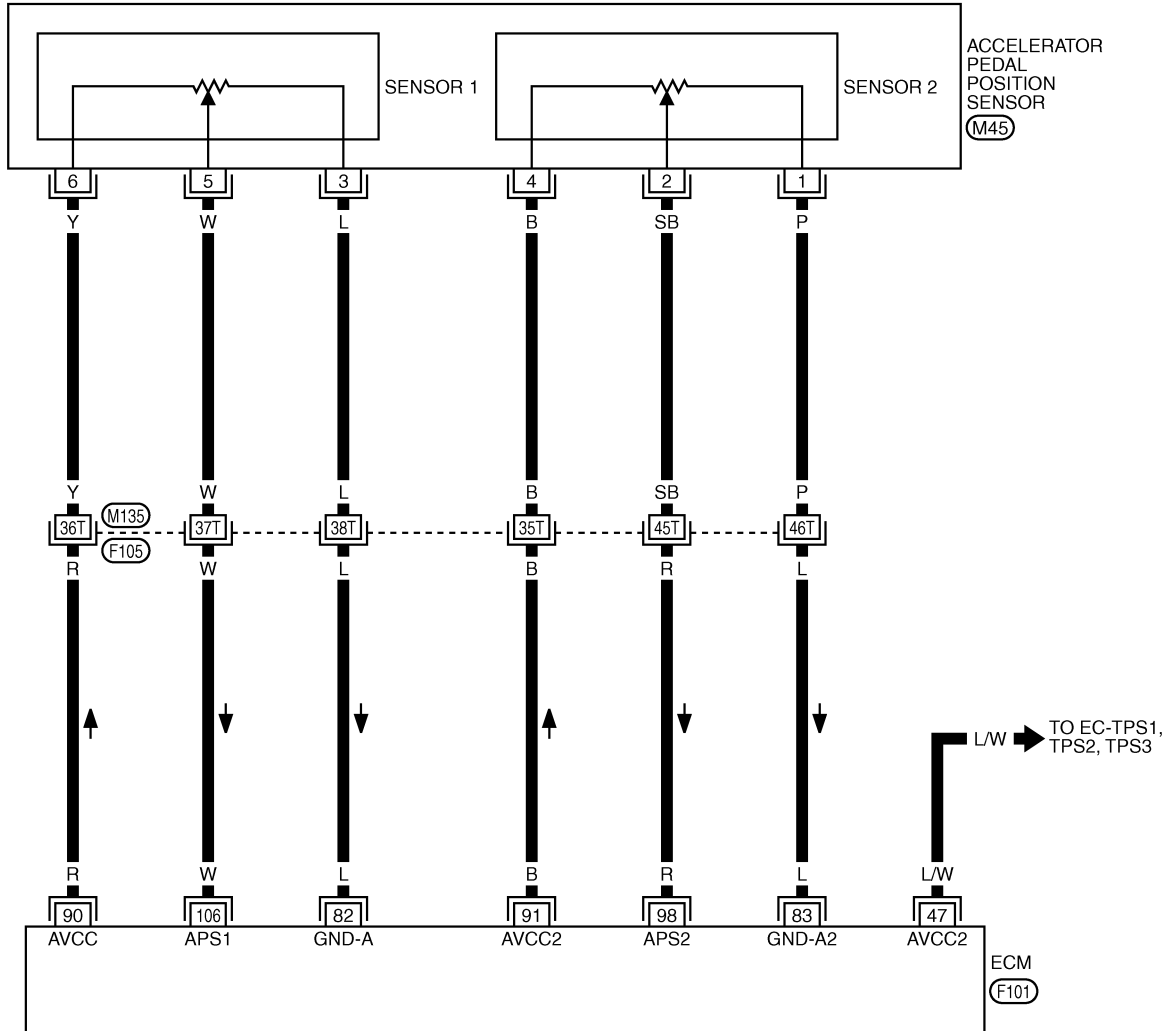 ACCELERATOR
PEDAL
POSITION
SENSOR
M45
SENSOR 1 SENSOR 2
6 5 3 4 2 1
Y W L B SB P
Y W L B SB P
36T M135 37T 38T 35T 45T 46T
F105
R W L B R L
TO EC-TPS1,
L/W TPS2, TPS3
R W L B R L L/W
90 106 82 91 98 83 47
AVCC APS1 GND-A AVCC2 APS2 GND-A2 AVCC2
ECM
F101